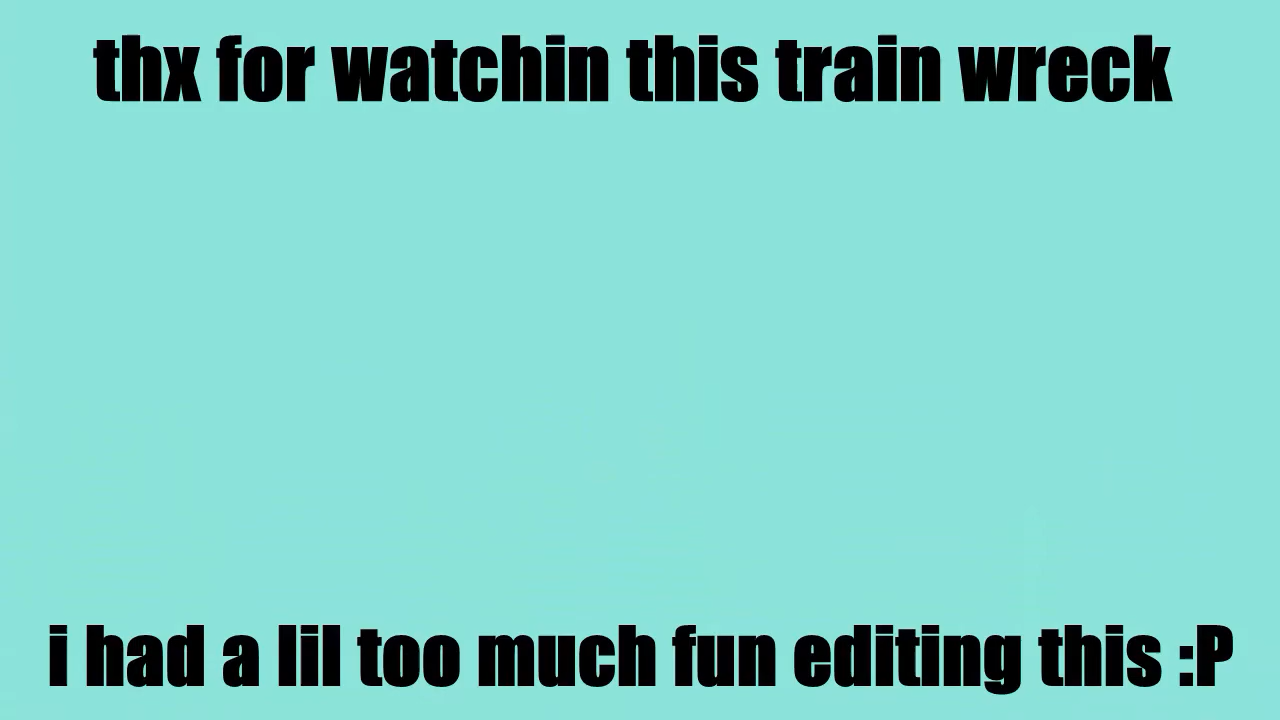 thx for watchin this train wreck
i had a lil too much fun editing this :P